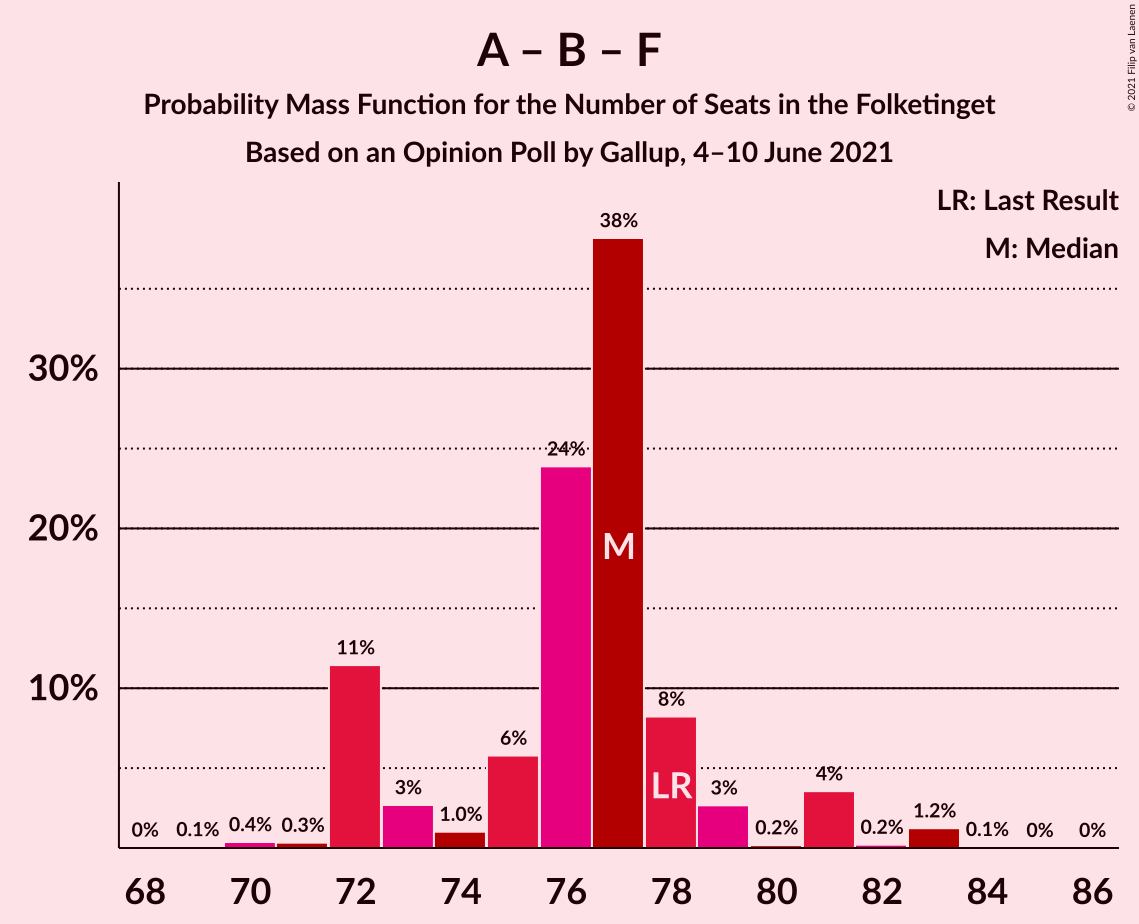 A – B – F
Probability Mass Function for the Number of Seats in the Folketinget
Based on an Opinion Poll by Gallup, 4–10 June 2021
© 2021 Filip van Laenen
LR: Last Result
M: Median
38%
30%
24%
20%
M
11%
10%
8%
6%
LR
4%
3%
3%
1.0%
1.2%
0%
0.1%
0.4%
0.3%
0.2%
0.2%
0.1%
0%
0%
68 70 72 74 76 78 80 82 84 86